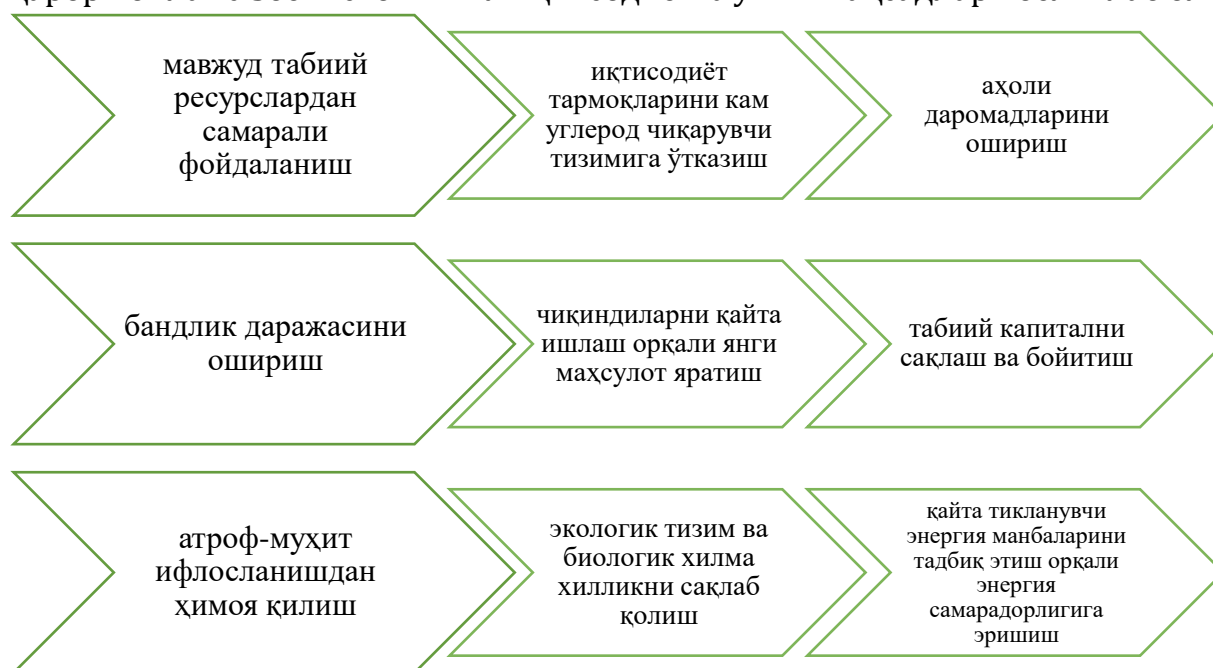 мавжуд табиий
ресурслардан
самарали
фойдаланиш
иқтисодиёт
тармоқларини кам
углерод чиқарувчи
тизимига ўтказиш
аҳоли
даромадларини
ошириш
бандлик даражасини
ошириш
чиқиндиларни қайта
ишлаш орқали янги
маҳсулот яратиш
табиий капитални
сақлаш ва бойитиш
атроф-муҳит
ифлосланишдан
ҳимоя қилиш
экологик тизим ва
биологик хилма
хилликни сақлаб
қолиш
қайта тикланувчи
энергия манбаларини
тадбиқ этиш орқали
энергия
самарадорлигига
эришиш